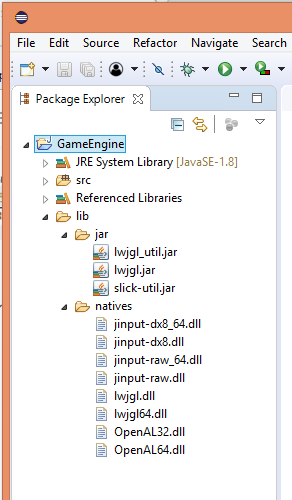 File Edit Source Refactor Navigate Search
Package Explorer
GameEngine
JRE System Library [JavaSE-1.8]
src
Referenced Libraries
lib
jar
lwjgl_util.jar
lwjgl.jar
slick-util.jar
natives
jinput-dx8_64.dll
jinput-dx8.dll
jinput-raw_64.dll
jinput-raw.dll
lwjgl.dll
lwjgl64.dll
OpenAL32.dll
OpenAL64.dll